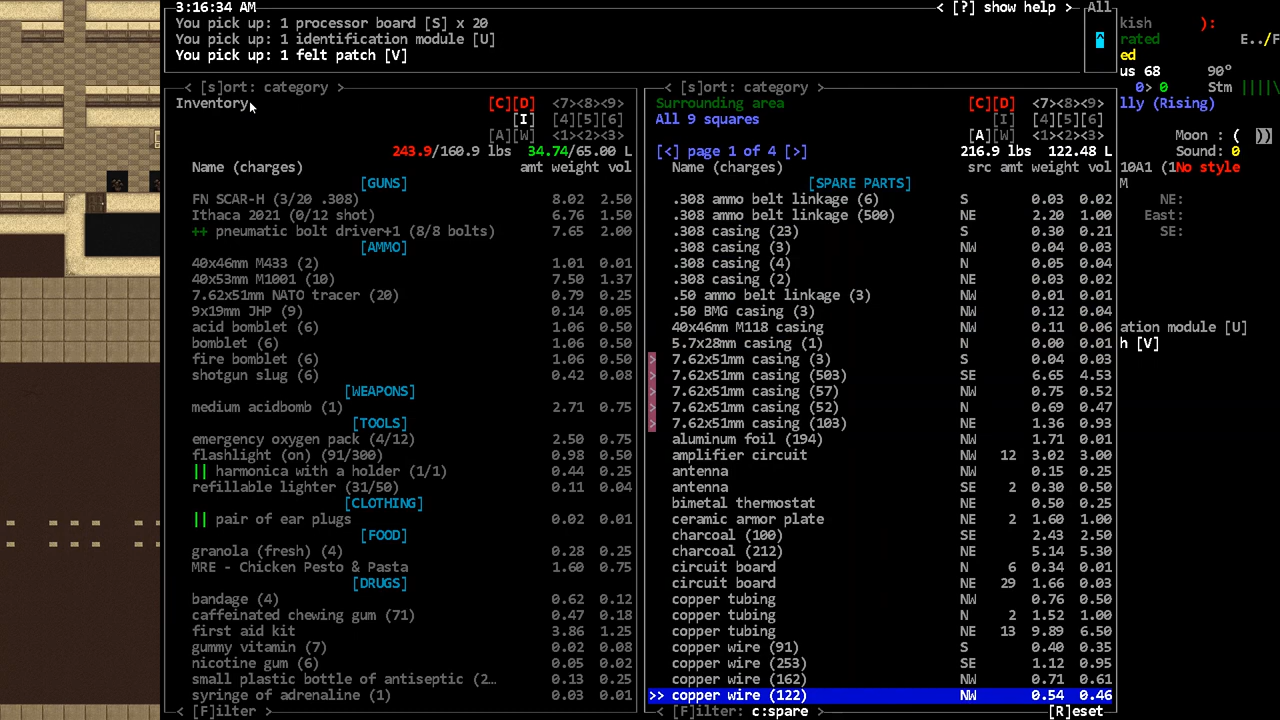 3:16:34 AM < [?] show help > All
You pick up: 1 processor board [S] x 20
You pick up: 1 identification module [U]
You pick up: 1 felt patch [V]
^
kish ):
rated E../F
ed
us 68 90°
0> 0 Stm ||||\
lly (Rising)
Moon : ( ))
Sound: 0
10A1 (1No style
M
NE:
East:
SE:
ation module [U]
h [V]
< [s]ort: category >
Inventory [C][D] <7><8><9>
[I] [4][5][6]
[A][W] <1><2><3>
243.9/160.9 lbs 34.74/65.00 L
Name (charges) amt weight vol
[GUNS]
FN SCAR-H (3/20 .308) 8.02 2.50
Ithaca 2021 (0/12 shot) 6.76 1.50
++ pneumatic bolt driver+1 (8/8 bolts) 7.65 2.00
[AMMO]
40x46mm M433 (2) 1.01 0.01
40x53mm M1001 (10) 7.50 1.37
7.62x51mm NATO tracer (20) 0.79 0.25
9x19mm JHP (9) 0.14 0.05
acid bomblet (6) 1.06 0.50
bomblet (6) 1.06 0.50
fire bomblet (6) 1.06 0.50
shotgun slug (6) 0.42 0.08
[WEAPONS]
medium acidbomb (1) 2.71 0.75
[TOOLS]
emergency oxygen pack (4/12) 2.50 0.75
flashlight (on) (91/300) 0.98 0.50
|| harmonica with a holder (1/1) 0.44 0.25
refillable lighter (31/50) 0.11 0.04
[CLOTHING]
|| pair of ear plugs 0.02 0.01
[FOOD]
granola (fresh) (4) 0.28 0.25
MRE - Chicken Pesto & Pasta 1.60 0.75
[DRUGS]
bandage (4) 0.62 0.12
caffeinated chewing gum (71) 0.47 0.18
first aid kit 3.86 1.25
gummy vitamin (7) 0.02 0.08
nicotine gum (6) 0.05 0.02
small plastic bottle of antiseptic (2… 0.13 0.25
syringe of adrenaline (1) 0.03 0.01
< [F]ilter >
< [s]ort: category >
Surrounding area [C][D] <7><8><9>
All 9 squares [4][5][6]
[A][W] <1><2><3>
[<] page 1 of 4 [>] 216.9 lbs 122.48 L
Name (charges) src amt weight vol
[SPARE PARTS]
.308 ammo belt linkage (6) S 0.03 0.02
.308 ammo belt linkage (500) NE 2.20 1.00
.308 casing (23) S 0.30 0.21
.308 casing (3) NW 0.04 0.03
.308 casing (4) N 0.05 0.04
.308 casing (2) NE 0.03 0.02
.50 ammo belt linkage (3) NW 0.01 0.01
.50 BMG casing (3) NW 0.12 0.04
40x46mm M118 casing NW 0.11 0.06
5.7x28mm casing (1) N 0.00 0.01
> 7.62x51mm casing (3) S 0.04 0.03
> 7.62x51mm casing (503) SE 6.65 4.53
> 7.62x51mm casing (57) NW 0.75 0.52
> 7.62x51mm casing (52) N 0.69 0.47
> 7.62x51mm casing (103) NE 1.36 0.93
aluminum foil (194) NW 1.71 0.01
amplifier circuit NW 12 3.02 3.00
antenna NW 0.15 0.25
antenna SE 2 0.30 0.50
bimetal thermostat NE 0.50 0.25
ceramic armor plate NE 2 1.60 1.00
charcoal (100) SE 2.43 2.50
charcoal (212) NE 5.14 5.30
circuit board N 6 0.34 0.01
circuit board NE 29 1.66 0.03
copper tubing NW 0.76 0.50
copper tubing N 2 1.52 1.00
copper tubing NE 13 9.89 6.50
copper wire (91) S 0.40 0.35
copper wire (253) SE 1.12 0.95
copper wire (162) NW 0.71 0.61
>> copper wire (122) NW 0.54 0.46
< [F]ilter: c:spare > [R]eset